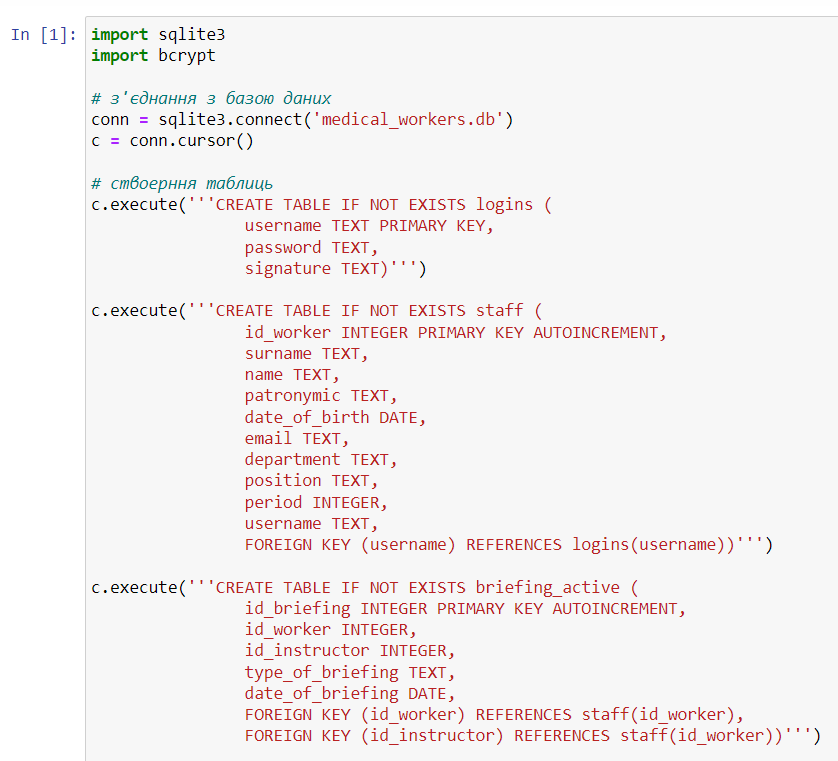 In [1]: import sqlite3
import bcrypt
# з'єднання з базою даних
conn = sqlite3.connect('medical_workers.db')
c = conn.cursor()
# ствоерння таблиць
c.execute('''CREATE TABLE IF NOT EXISTS logins (
username TEXT PRIMARY KEY,
password TEXT,
signature TEXT)''')
c.execute('''CREATE TABLE IF NOT EXISTS staff (
id_worker INTEGER PRIMARY KEY AUTOINCREMENT,
surname TEXT,
name TEXT,
patronymic TEXT,
date_of_birth DATE,
email TEXT,
department TEXT,
position TEXT,
period INTEGER,
username TEXT,
FOREIGN KEY (username) REFERENCES logins(username))''')
c.execute('''CREATE TABLE IF NOT EXISTS briefing_active (
id_briefing INTEGER PRIMARY KEY AUTOINCREMENT,
id_worker INTEGER,
id_instructor INTEGER,
type_of_briefing TEXT,
date_of_briefing DATE,
FOREIGN KEY (id_worker) REFERENCES staff(id_worker),
FOREIGN KEY (id_instructor) REFERENCES staff(id_worker))''')